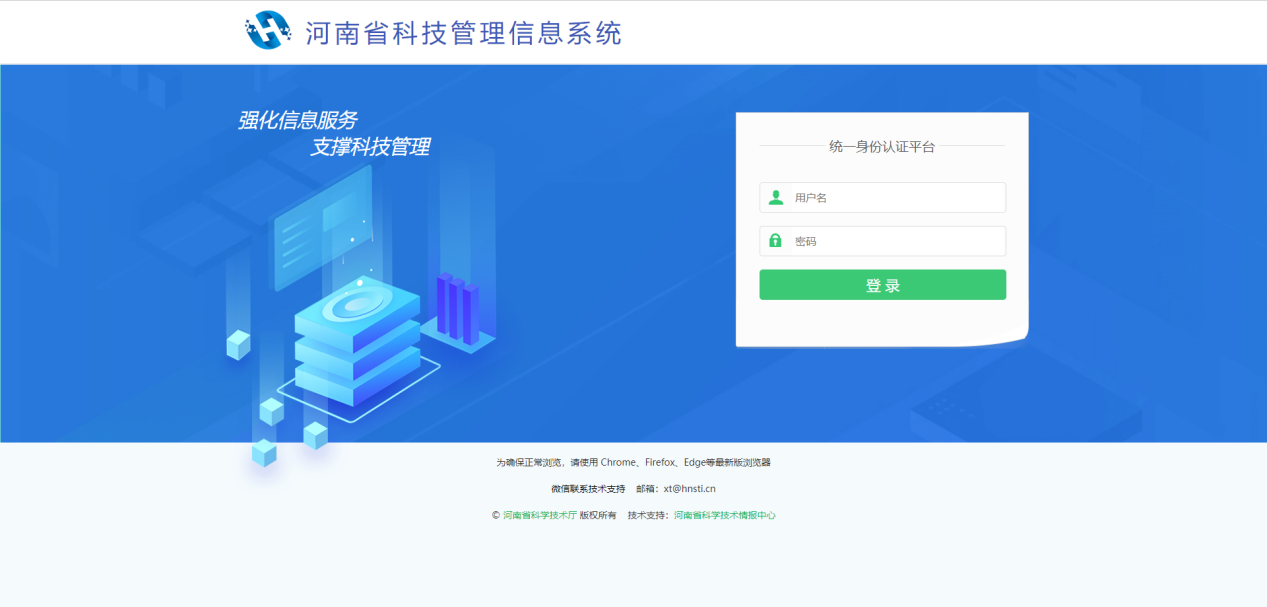 河南省科技管理信息系统
强化信息服务
支撑科技管理
统一身份认证平台
用户名
密码
登 录
为确保正常浏览，请使用 Chrome、Firefox、Edge等最新版浏览器
微信联系技术支持 邮箱：xt@hnsti.cn
© 河南省科学技术厅 版权所有 技术支持：河南省科学技术情报中心